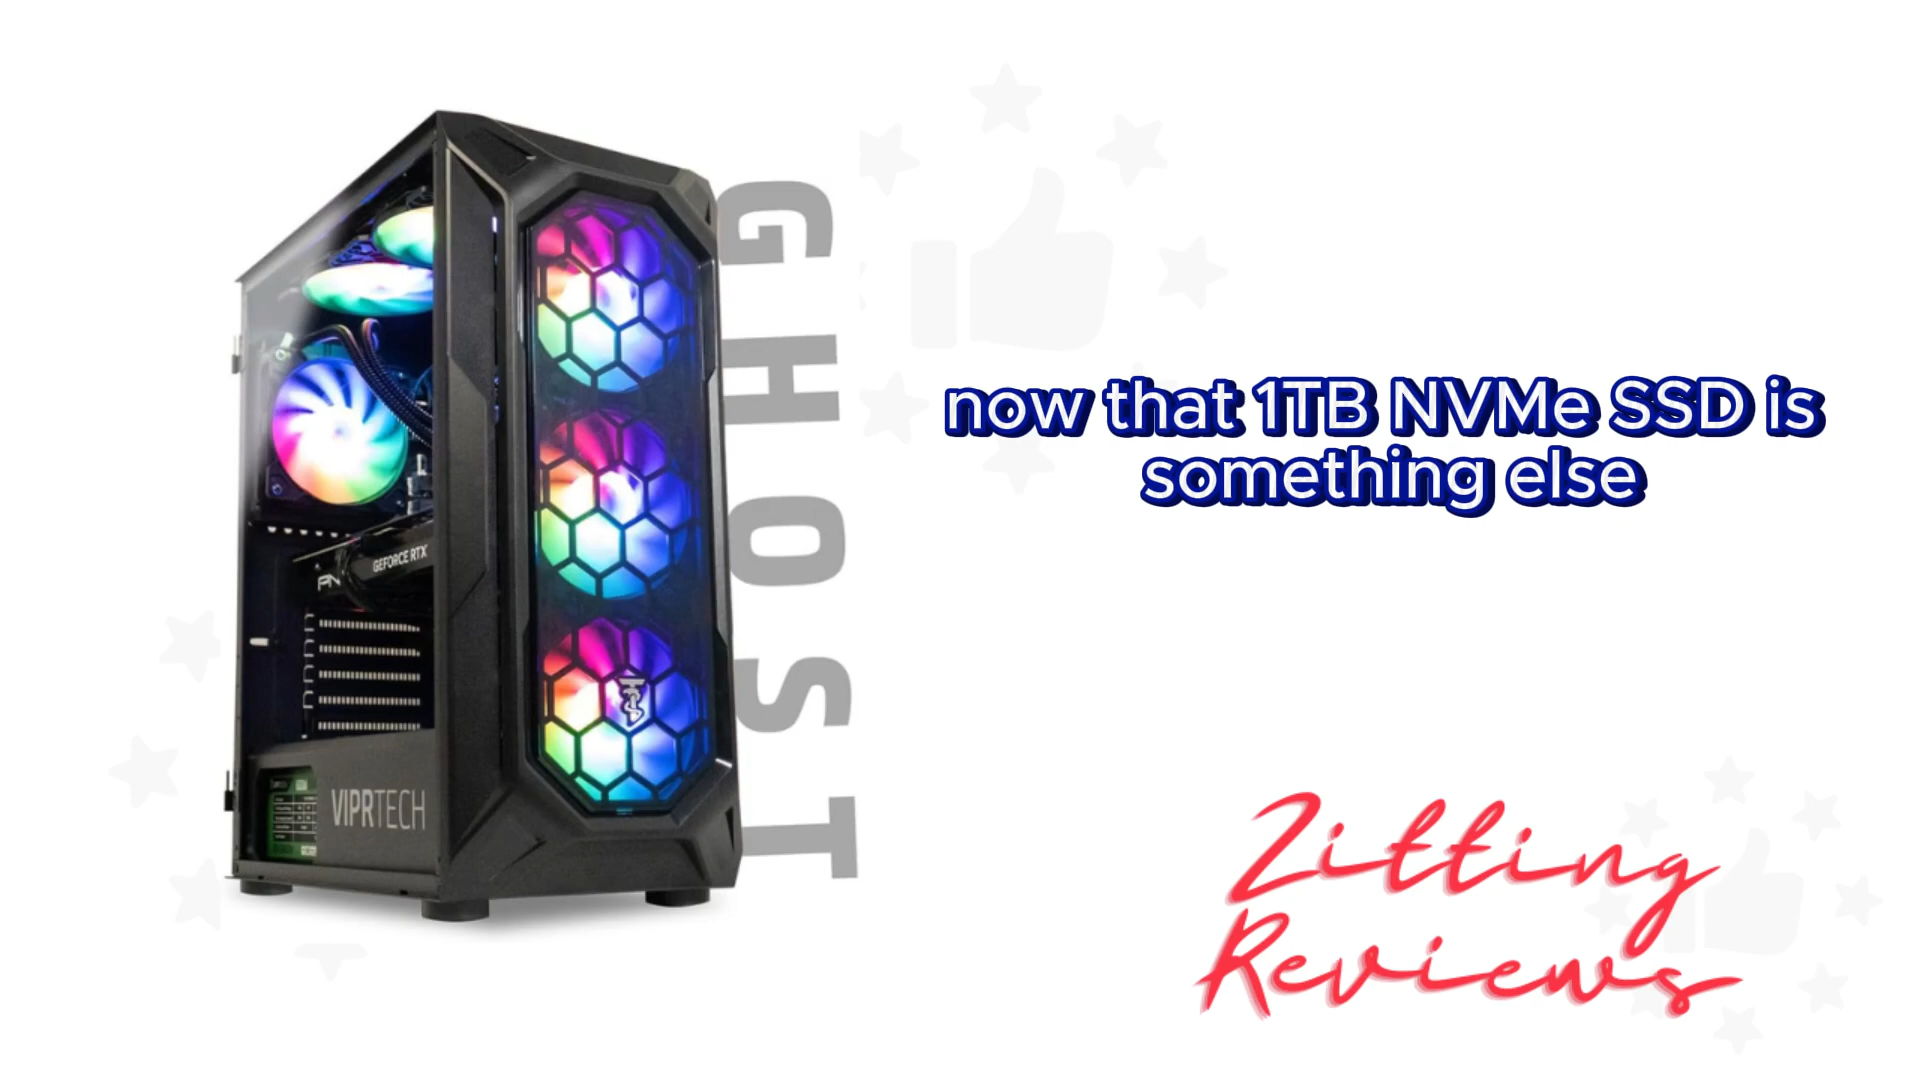 GHOST
now that 1TB NVMe SSD is
something else
GEFORCE RTX
VIPRTECH
Zitting
Reviews